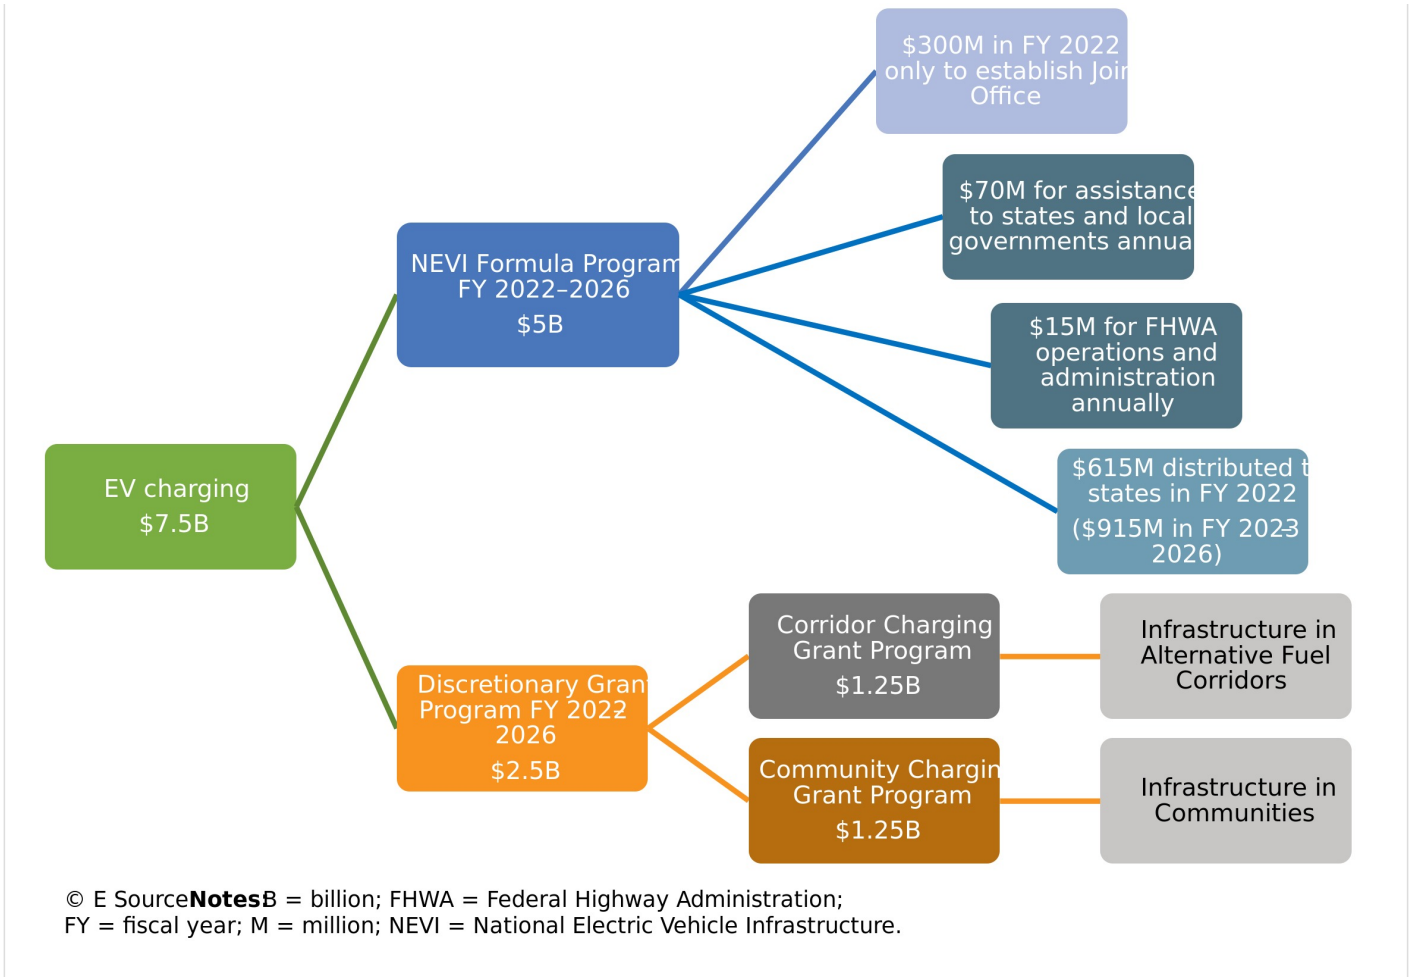 $300M in FY 2022
only to establish Join
Office
$70M for assistance
to states and local
governments annua
NEVI Formula Program
FY 2022–2026
$5B
$15M for FHWA
operations and
administration
annually
EV charging
$7.5B
$615M distributed t
states in FY 2022
($915M in FY 2023–
2026)
Corridor Charging
Grant Program
$1.25B
Infrastructure in
Alternative Fuel
Corridors
Discretionary Grant
Program FY 2022–
2026
$2.5B
Community Chargin
Grant Program
$1.25B
Infrastructure in
Communities
© E Source Notes: B = billion; FHWA = Federal Highway Administration;
FY = fiscal year; M = million; NEVI = National Electric Vehicle Infrastructure.